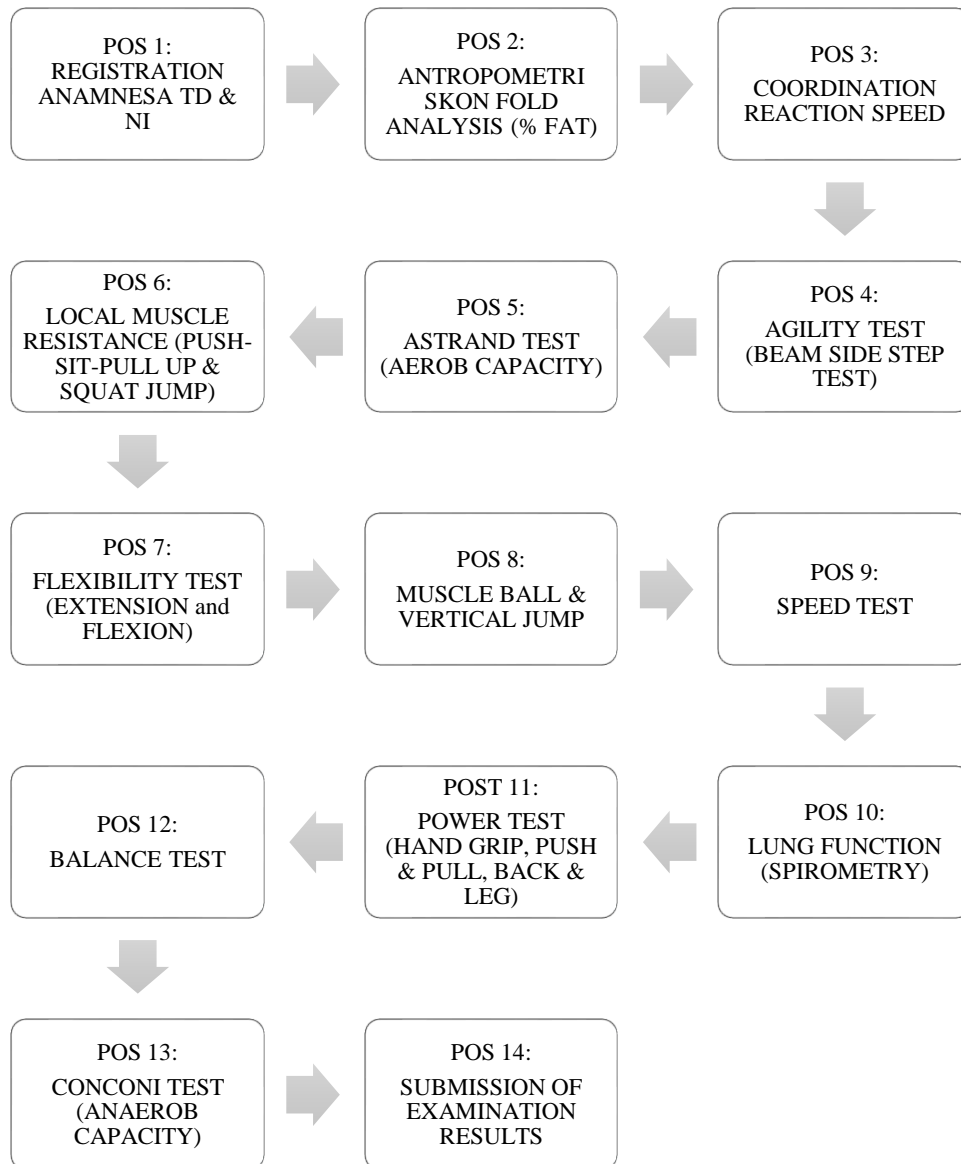 POS 1:
REGISTRATION
ANAMNESA TD &
NI
POS 2:
ANTROPOMETRI
SKON FOLD
ANALYSIS (% FAT)
POS 3:
COORDINATION
REACTION SPEED
POS 4:
AGILITY TEST
(BEAM SIDE STEP
TEST)
POS 5:
ASTRAND TEST
(AEROB CAPACITY)
POS 6:
LOCAL MUSCLE
RESISTANCE (PUSH-
SIT-PULL UP &
SQUAT JUMP)
POS 7:
FLEXIBILITY TEST
(EXTENSION and
FLEXION)
POS 8:
MUSCLE BALL &
VERTICAL JUMP
POS 9:
SPEED TEST
POS 10:
LUNG FUNCTION
(SPIROMETRY)
POST 11:
POWER TEST
(HAND GRIP, PUSH
& PULL, BACK &
LEG)
POS 12:
BALANCE TEST
POS 13:
CONCONI TEST
(ANAEROB
CAPACITY)
POS 14:
SUBMISSION OF
EXAMINATION
RESULTS